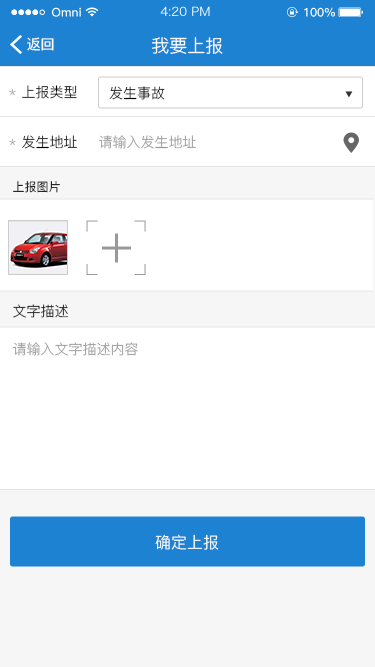 Omni 4:20 PM 100%
返回 我要上报
* 上报类型 发生事故
* 发生地址 请输入发生地址
上报图片
文字描述
请输入文字描述内容
确定上报